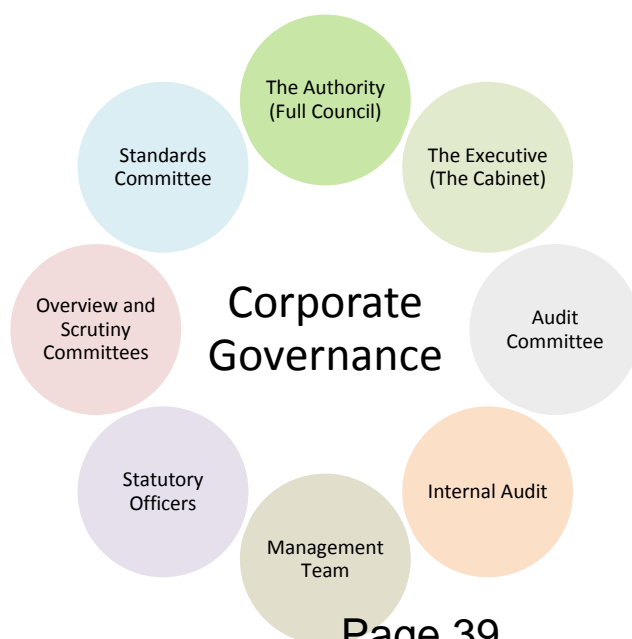 The Authority
(Full Council)
The Executive
(The Cabinet)
Audit
Committee
Internal Audit
Management
Team
Statutory
Officers
Overview and
Scrutiny
Committees
Standards
Committee
Corporate
Governance
Page 39